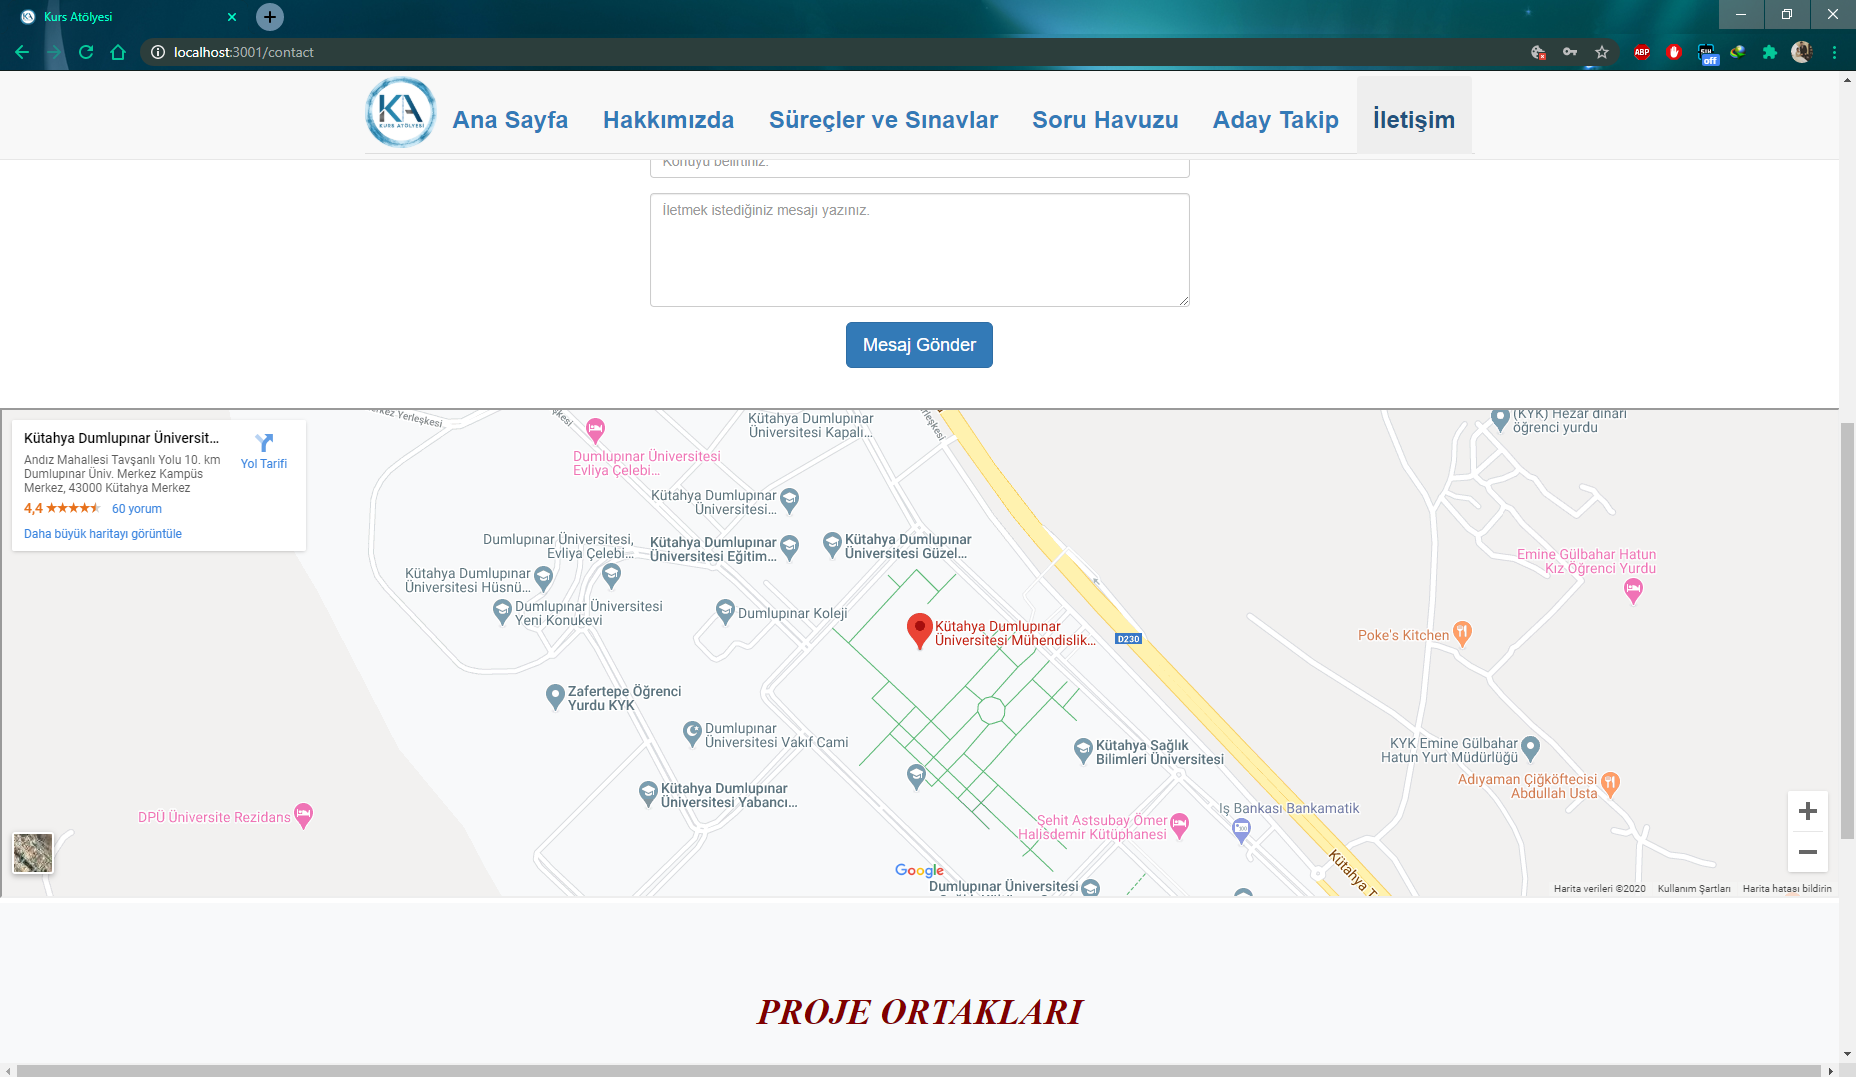 Kurs Atölyesi
localhost:3001/contact
ABP
off
KA
KURS ATÖLYESİ
Ana Sayfa
Hakkımızda
Süreçler ve Sınavlar
Soru Havuzu
Aday Takip
İletişim
Konuyu belirtiniz.
İletmek istediğiniz mesajı yazınız.
Mesaj Gönder
Kütahya Dumlupınar Üniversit...
Andız Mahallesi Tavşanlı Yolu 10. km
Dumlupınar Üniv. Merkez Kampüs
Merkez, 43000 Kütahya Merkez
4,4
60 yorum
Daha büyük haritayı görüntüle
Yol Tarifi
kez Yerleşkesi
Kütahya Dumlupınar
Üniversitesi Kapalı...
(KYK) Hezar dinari
öğrenci yurdu
Dumlupınar Üniversitesi
Evliya Çelebi...
Kütahya Dumlupınar
Üniversitesi...
Dumlupınar Üniversitesi,
Evliya Çelebi...
Kütahya Dumlupınar
Üniversitesi Eğitim...
Kütahya Dumlupınar
Üniversitesi Güzel...
Emine Gülbahar Hatun
Kız Öğrenci Yurdu
Kütahya Dumlupınar
Üniversitesi Hüsnü...
Dumlupınar Üniversitesi
Yeni Konukevi
Dumlupınar Koleji
Kütahya Dumlupınar
Üniversitesi Mühendislik...
D230
Poke's Kitchen
Zafertepe Öğrenci
Yurdu KYK
Dumlupınar
Üniversitesi Vakıf Cami
Kütahya Sağlık
Bilimleri Üniversitesi
KYK Emine Gülbahar
Hatun Yurt Müdürlüğü
Kütahya Dumlupınar
Üniversitesi Yabancı...
Adıyaman Çiğköftecisi
Abdullah Usta
DPÜ Üniversite Rezidans
İş Bankası Bankamatik
Şehit Astsubay Ömer
Halisdemir Kütüphanesi
Google
Dumlupınar Üniversitesi
Kütahya T
Harita verileri ©2020
Kullanım Şartları
Harita hatası bildirin
PROJE ORTAKLARI